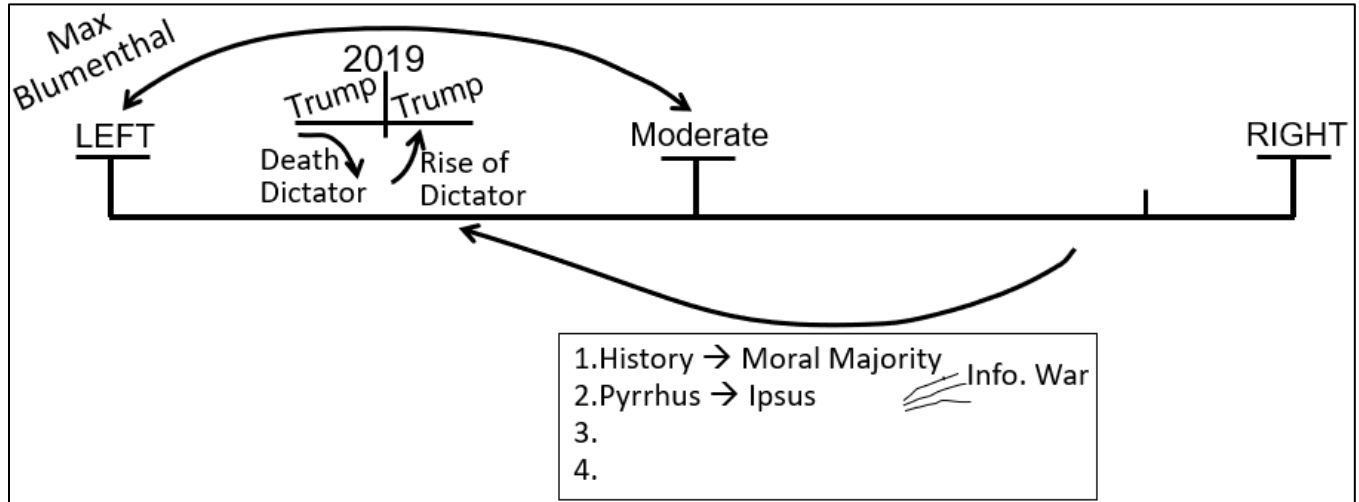 Max
Blumenthal
2019
Trump Trump
LEFT
Moderate
RIGHT
Death
Dictator
Rise of
Dictator
1.History → Moral Majority
Info. War
2.Pyrrhus → Ipsus
3.
4.